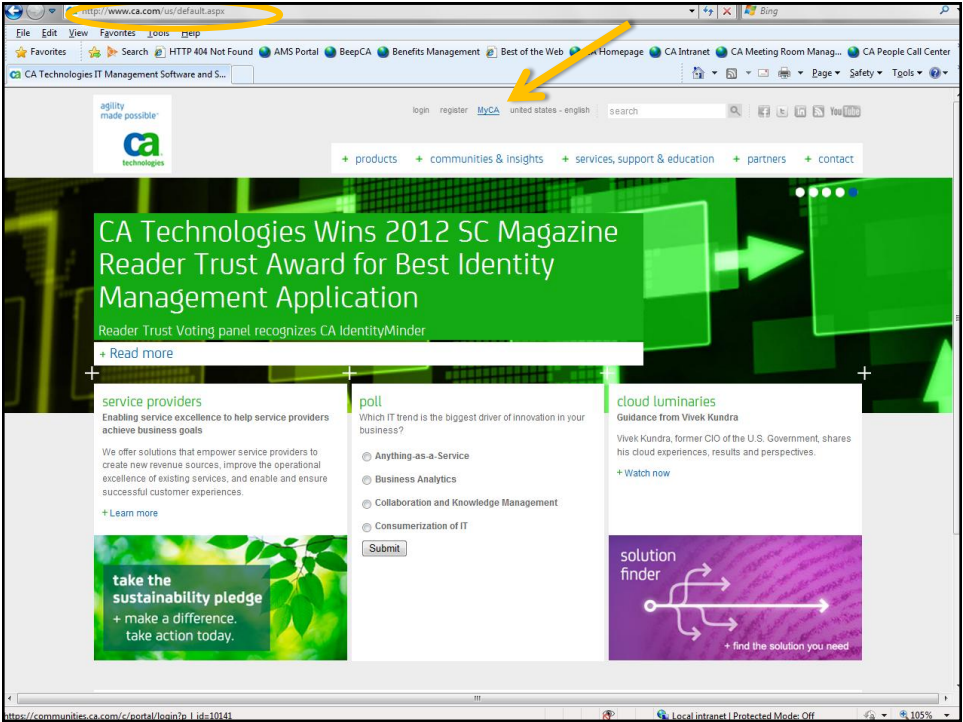 http://www.ca.com/us/default.aspx
Bing
File Edit View Favorites Tools Help
Favorites Search HTTP 404 Not Found AMS Portal BeepCA Benefits Management Best of the Web Homepage CA Intranet CA Meeting Room Manag... CA People Call Center
CA Technologies IT Management Software and S...
Page Safety Tools
agility
made possible™
ca
technologies
login register MyCA united states - english search
You Tube
+ products + communities & insights + services, support & education + partners + contact
CA Technologies Wins 2012 SC Magazine
Reader Trust Award for Best Identity
Management Application
Reader Trust Voting panel recognizes CA IdentityMinder
+ Read more
service providers
Enabling service excellence to help service providers
achieve business goals
We offer solutions that empower service providers to
create new revenue sources, improve the operational
excellence of existing services, and enable and ensure
successful customer experiences.
+ Learn more
poll
Which IT trend is the biggest driver of innovation in your
business?
Anything-as-a-Service
Business Analytics
Collaboration and Knowledge Management
Consumerization of IT
Submit
cloud luminaries
Guidance from Vivek Kundra
Vivek Kundra, former CIO of the U.S. Government, shares
his cloud experiences, results and perspectives.
+ Watch now
take the
sustainability pledge
+ make a difference.
take action today.
solution
finder
+ find the solution you need
https://communities.ca.com/c/portal/login?p_l_id=10141
Local intranet | Protected Mode: Off
105%